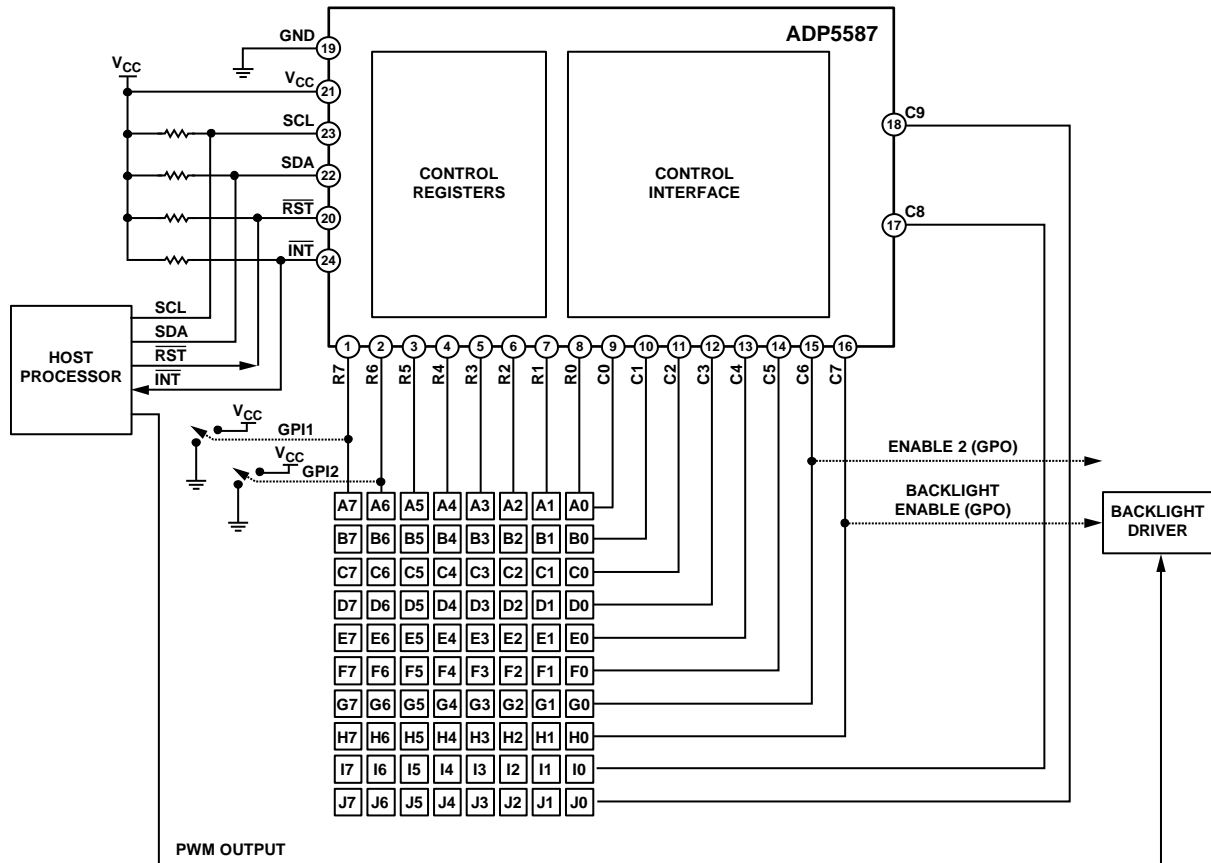 ADP5587
GND
19
VCC
VCC
21
SCL
23
SDA
22
RST
20
INT
24
CONTROL
REGISTERS
CONTROL
INTERFACE
18
C9
17
C8
HOST
PROCESSOR
SCL
SDA
RST
INT
1 2 3 4 5 6 7 8 9 10 11 12 13 14 15 16
R7 R6 R5 R4 R3 R2 R1 R0 C0 C1 C2 C3 C4 C5 C6 C7
VCC
GPI1
VCC
GPI2
ENABLE 2 (GPO)
BACKLIGHT
ENABLE (GPO)
BACKLIGHT
DRIVER
A7 A6 A5 A4 A3 A2 A1 A0
B7 B6 B5 B4 B3 B2 B1 B0
C7 C6 C5 C4 C3 C2 C1 C0
D7 D6 D5 D4 D3 D2 D1 D0
E7 E6 E5 E4 E3 E2 E1 E0
F7 F6 F5 F4 F3 F2 F1 F0
G7 G6 G5 G4 G3 G2 G1 G0
H7 H6 H5 H4 H3 H2 H1 H0
I7 I6 I5 I4 I3 I2 I1 I0
J7 J6 J5 J4 J3 J2 J1 J0
PWM OUTPUT